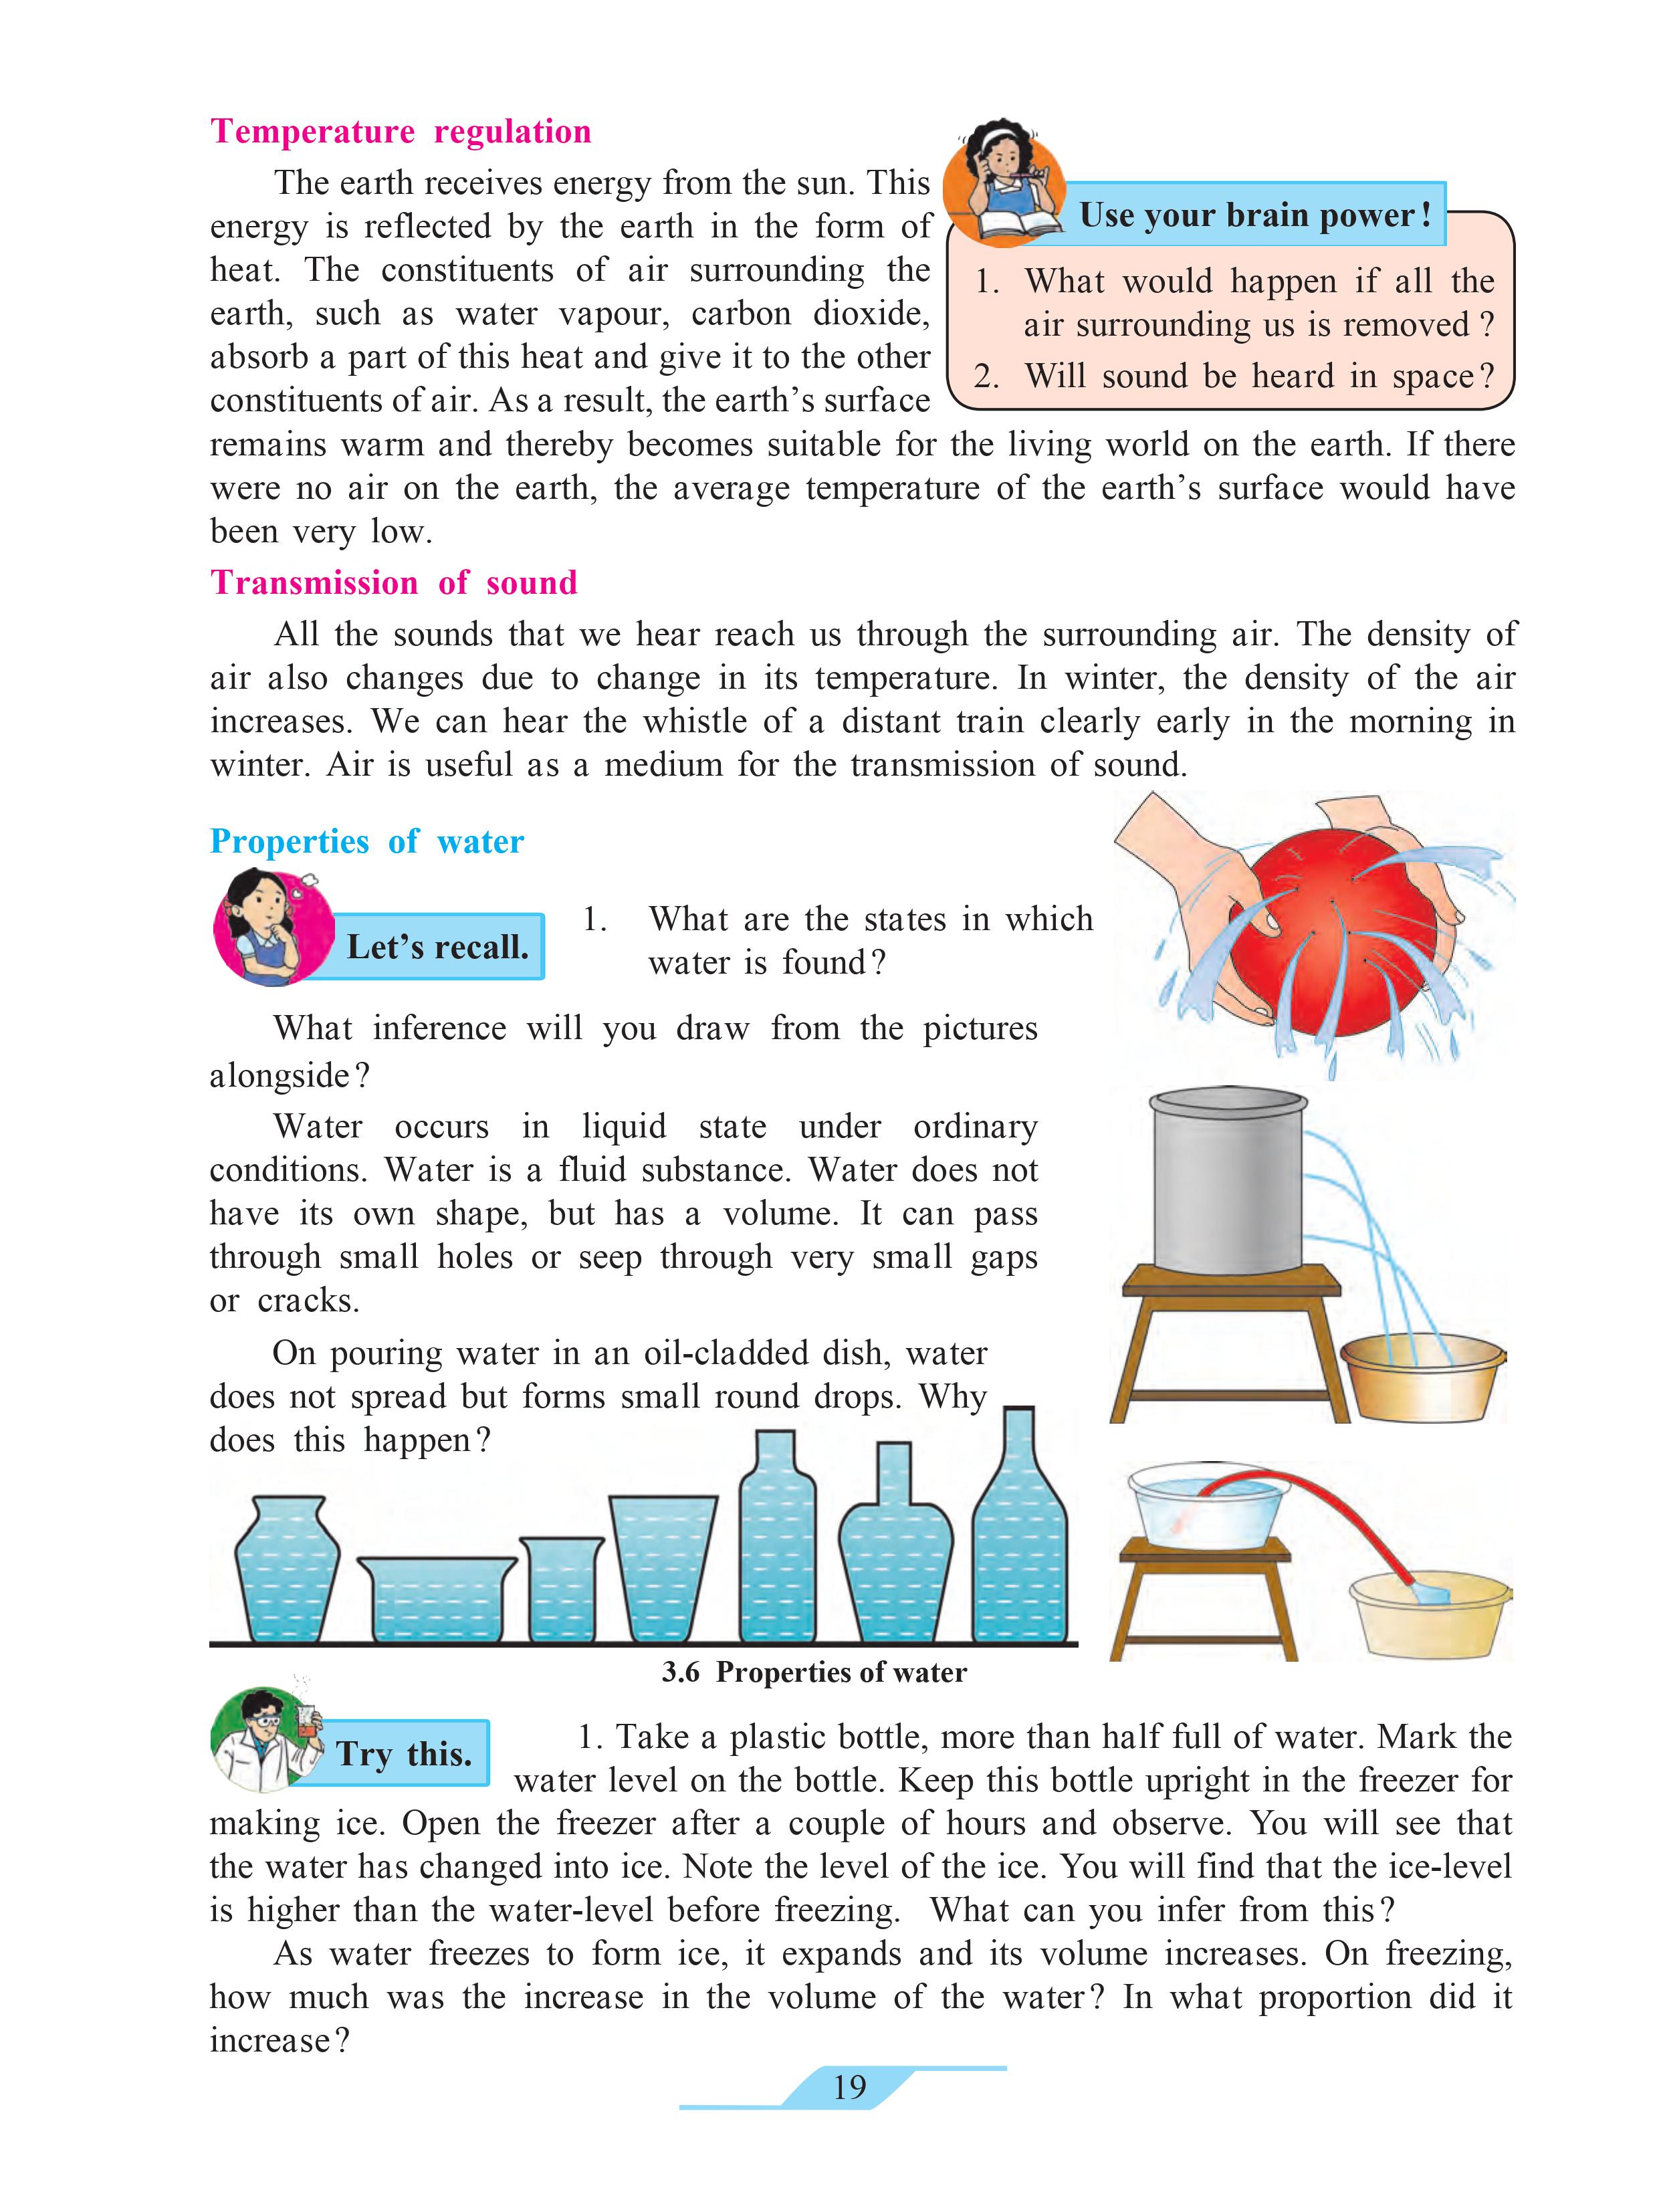 Temperature regulation
The earth receives energy from the sun. This
energy is reflected by the earth in the form of
heat. The constituents of air surrounding the
earth, such as water vapour, carbon dioxide,
absorb a part of this heat and give it to the other
constituents of air. As a result, the earth’s surface
remains warm and thereby becomes suitable for the living world on the earth. If there
were no air on the earth, the average temperature of the earth’s surface would have
been very low.
Use your brain power!
1. What would happen if all the
air surrounding us is removed ?
2. Will sound be heard in space?
Transmission of sound
All the sounds that we hear reach us through the surrounding air. The density of
air also changes due to change in its temperature. In winter, the density of the air
increases. We can hear the whistle of a distant train clearly early in the morning in
winter. Air is useful as a medium for the transmission of sound.
Properties of water
Let’s recall.
1. What are the states in which
water is found?
What inference will you draw from the pictures
alongside?
Water occurs in liquid state under ordinary
conditions. Water is a fluid substance. Water does not
have its own shape, but has a volume. It can pass
through small holes or seep through very small gaps
or cracks.
On pouring water in an oil-cladded dish, water
does not spread but forms small round drops. Why
does this happen?
3.6 Properties of water
Try this.
1. Take a plastic bottle, more than half full of water. Mark the
water level on the bottle. Keep this bottle upright in the freezer for
making ice. Open the freezer after a couple of hours and observe. You will see that
the water has changed into ice. Note the level of the ice. You will find that the ice-level
is higher than the water-level before freezing. What can you infer from this?
As water freezes to form ice, it expands and its volume increases. On freezing,
how much was the increase in the volume of the water? In what proportion did it
increase?
19